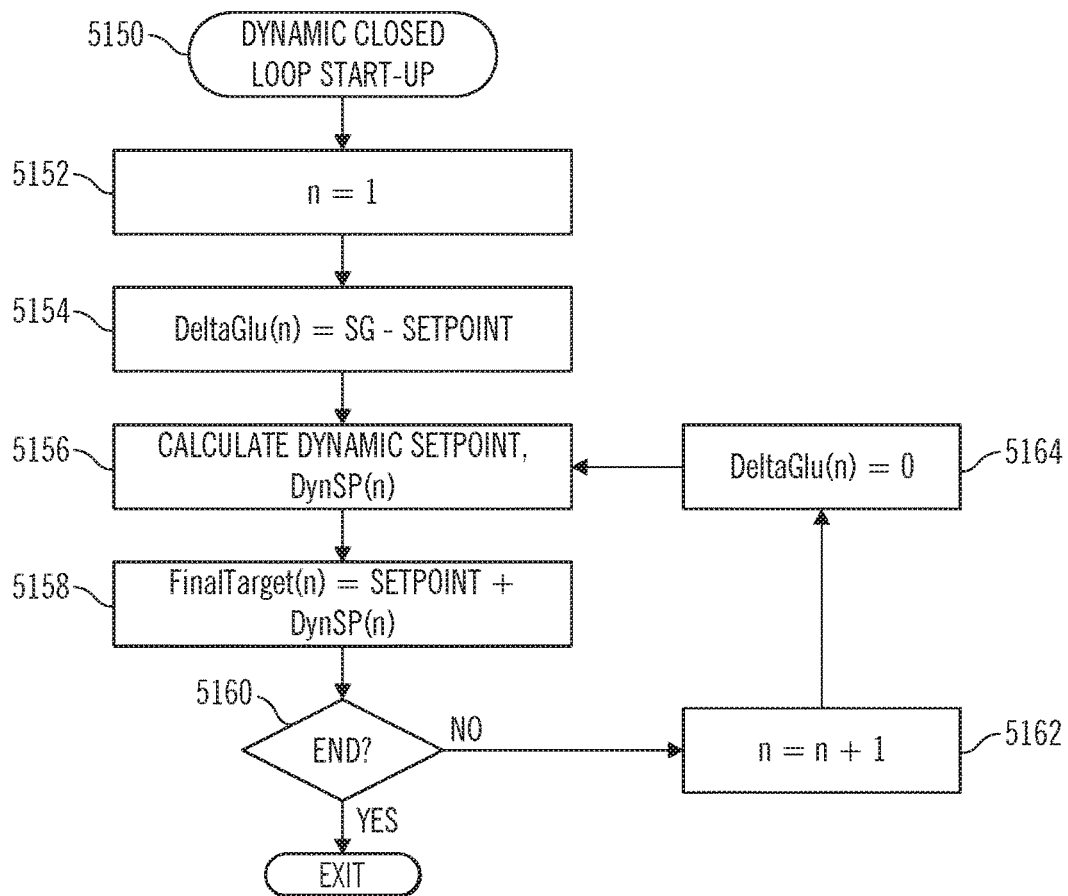 5150
DYNAMIC CLOSED
LOOP START-UP
5152
n = 1
5154
DeltaGlu(n) = SG - SETPOINT
5156
CALCULATE DYNAMIC SETPOINT,
DynSP(n)
DeltaGlu(n) = 0
5164
5158
FinalTarget(n) = SETPOINT +
DynSP(n)
5160
END?
NO
n = n + 1
5162
YES
EXIT